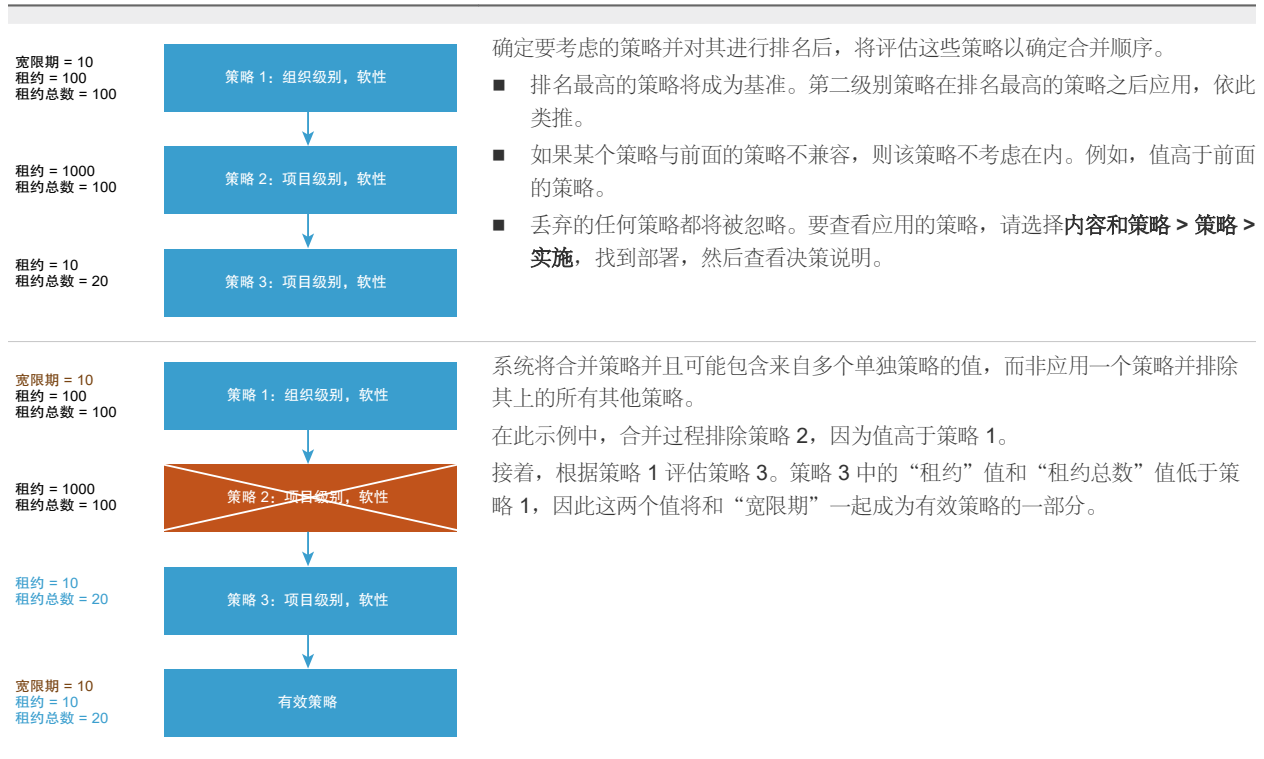 宽限期 = 10
租约 = 100
租约总数 = 100
策略 1：组织级别，软性
租约 = 1000
租约总数 = 100
策略 2：项目级别，软性
租约 = 10
租约总数 = 20
策略 3：项目级别，软性
确定要考虑的策略并对其进行排名后，将评估这些策略以确定合并顺序。
■ 排名最高的策略将成为基准。第二级别策略在排名最高的策略之后应用，依此
类推。
■ 如果某个策略与前面的策略不兼容，则该策略不考虑在内。例如，值高于前面
的策略。
■ 丢弃的任何策略都将被忽略。要查看应用的策略，请选择内容和策略 > 策略 >
实施，找到部署，然后查看决策说明。
宽限期 = 10
租约 = 100
租约总数 = 100
策略 1：组织级别，软性
租约 = 1000
租约总数 = 100
策略 2：项目级别，软性
租约 = 10
租约总数 = 20
策略 3：项目级别，软性
宽限期 = 10
租约 = 10
租约总数 = 20
有效策略
系统将合并策略并且可能包含来自多个单独策略的值，而非应用一个策略并排除
其上的所有其他策略。
在此示例中，合并过程排除策略 2，因为值高于策略 1。
接着，根据策略 1 评估策略 3。策略 3 中的“租约”值和“租约总数”值低于策
略 1，因此这两个值将和“宽限期”一起成为有效策略的一部分。